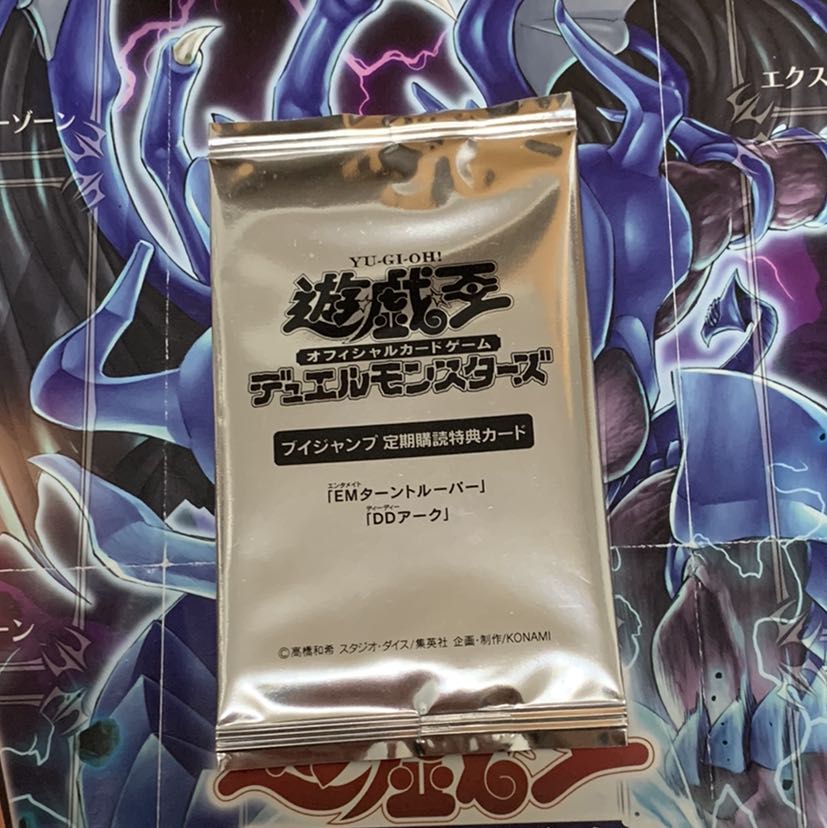 ーゾーン
エクス
YU-GI-OH!
遊戯王
オフィシャルカードゲーム
デュエルモンスターズ
ブイジャンプ 定期購読特典カード
エンタメイト
「EMターントルーパー」
ディーディー
「DDアーク」
ーン
©高橋和希 スタジオ・ダイス/集英社 企画・制作/KONAMI